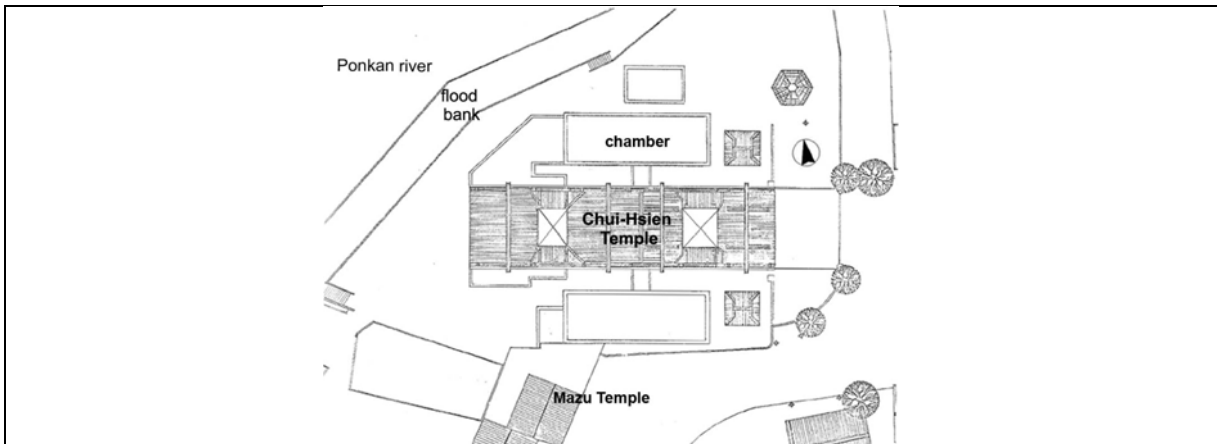 Ponkan river
flood
bank
chamber
Chui-Hsien
Temple
Mazu Temple